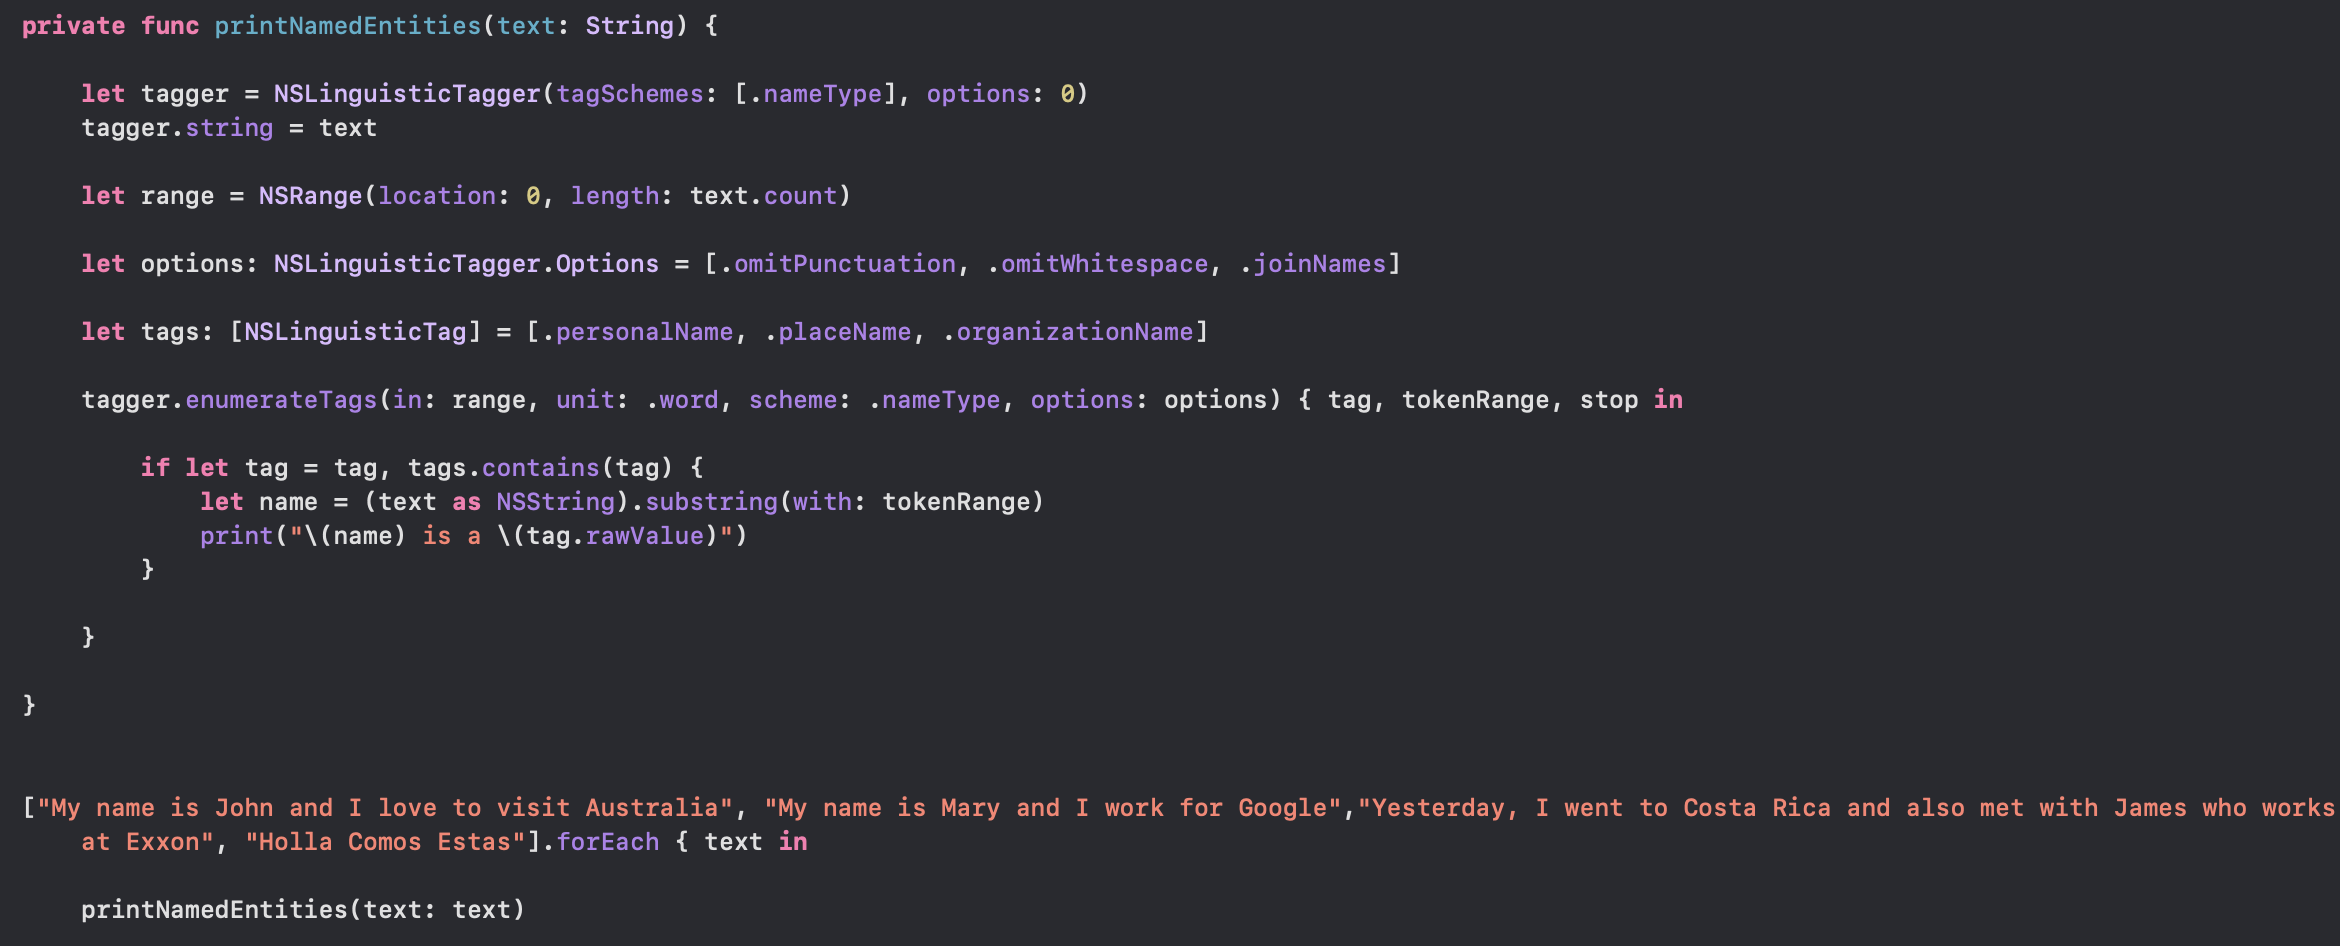 private func printNamedEntities(text: String) {
let tagger = NSLinguisticTagger(tagSchemes: [.nameType], options: 0)
tagger.string = text
let range = NSRange(location: 0, length: text.count)
let options: NSLinguisticTagger.Options = [.omitPunctuation, .omitWhitespace, .joinNames]
let tags: [NSLinguisticTag] = [.personalName, .placeName, .organizationName]
tagger.enumerateTags(in: range, unit: .word, scheme: .nameType, options: options) { tag, tokenRange, stop in
if let tag = tag, tags.contains(tag) {
let name = (text as NSString).substring(with: tokenRange)
print("\(name) is a \(tag.rawValue)")
}
}
}
["My name is John and I love to visit Australia", "My name is Mary and I work for Google","Yesterday, I went to Costa Rica and also met with James who works
at Exxon", "Holla Comos Estas"].forEach { text in
printNamedEntities(text: text)